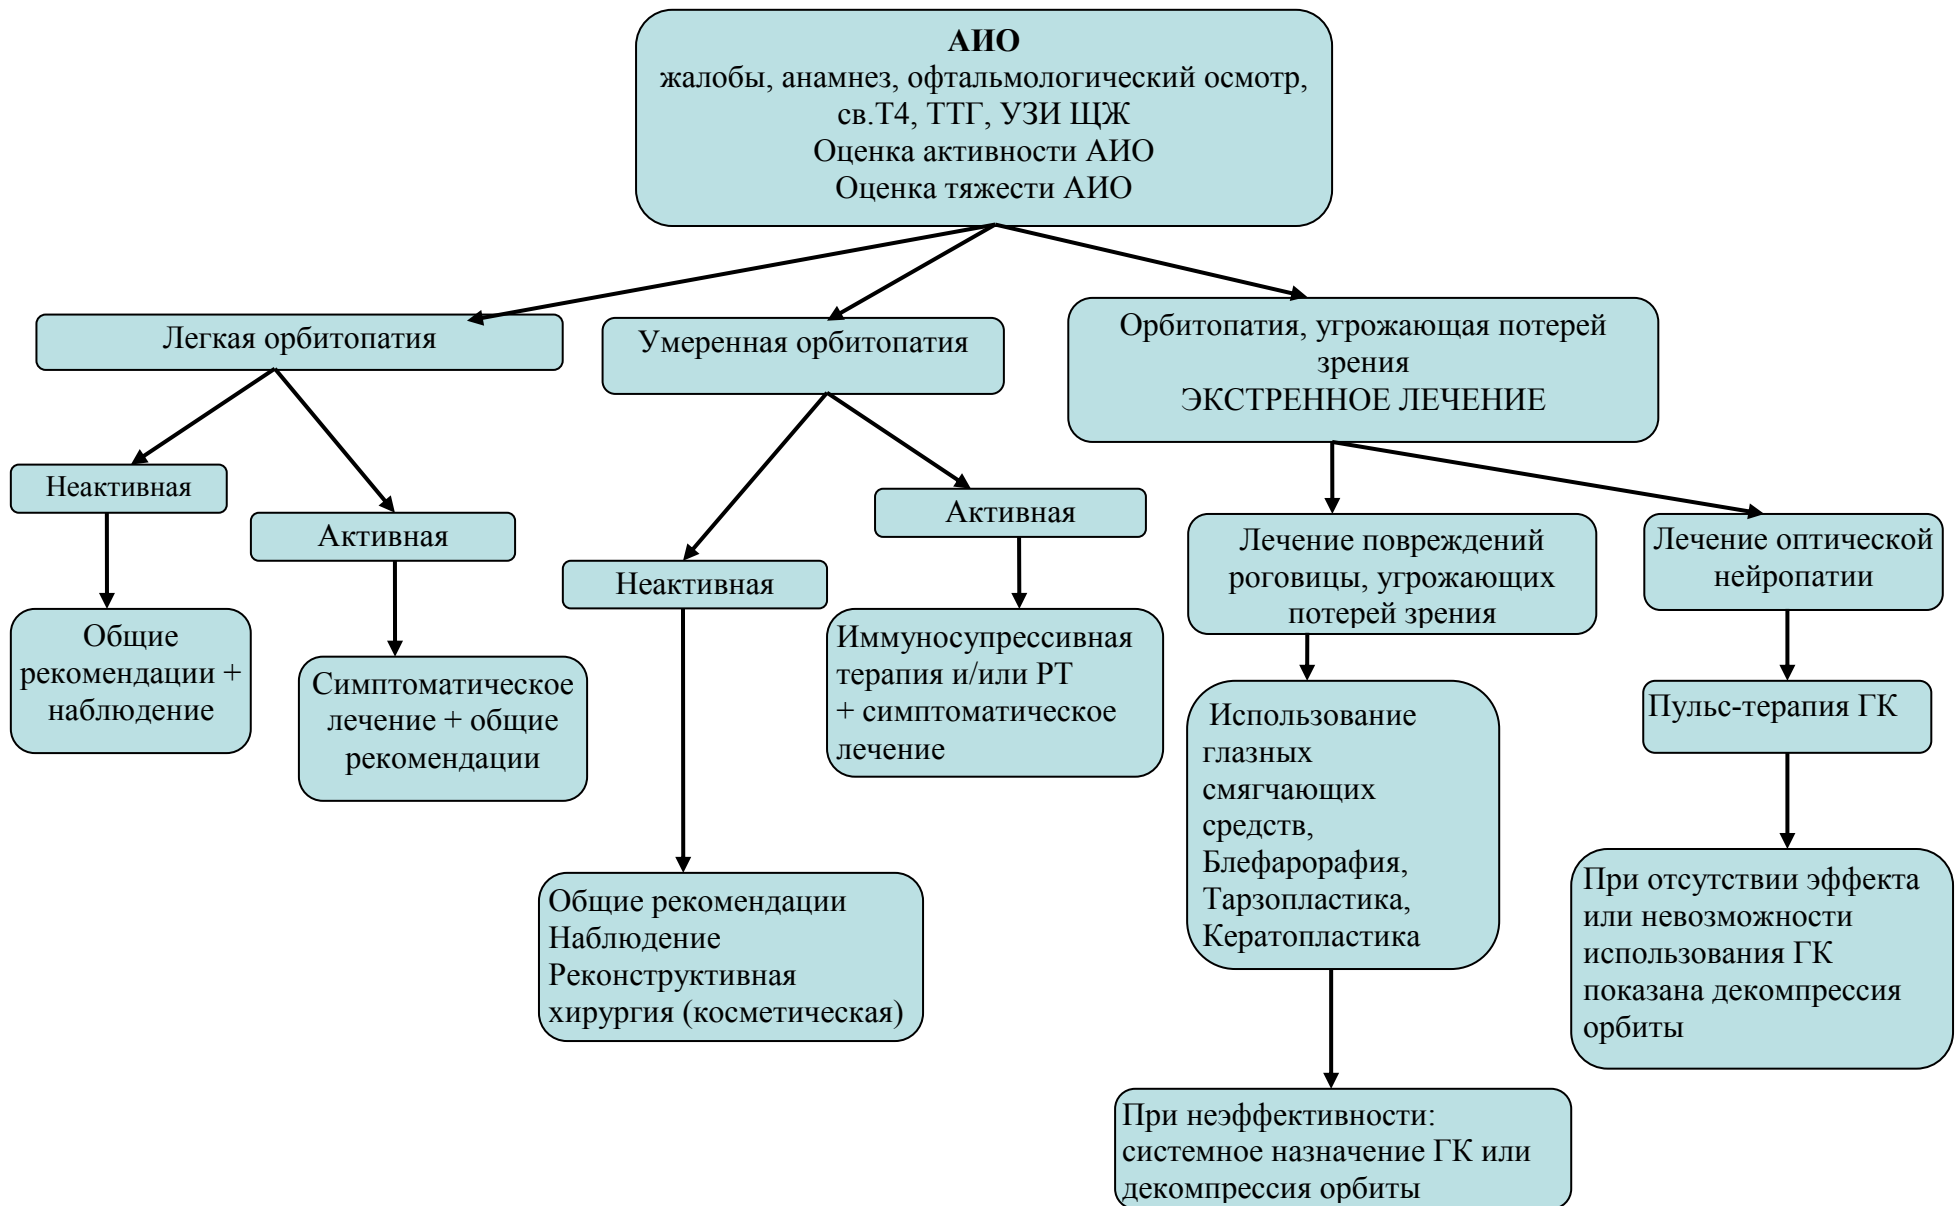 АИО
жалобы, анамнез, офтальмологический осмотр,
св.Т4, ТТГ, УЗИ ЩЖ
Оценка активности АИО
Оценка тяжести АИО
Легкая орбитопатия
Умеренная орбитопатия
Орбитопатия, угрожающая потерей
зрения
ЭКСТРЕННОЕ ЛЕЧЕНИЕ
Неактивная
Активная
Неактивная
Активная
Лечение повреждений
роговицы, угрожающих
потерей зрения
Лечение оптической
нейропатии
Общие
рекомендации +
наблюдение
Симптоматическое
лечение + общие
рекомендации
Иммуносупрессивная
терапия и/или РТ
+ симптоматическое
лечение
Использование
глазных
смягчающих
средств,
Блефарорафия,
Тарзопластика,
Кератопластика
Пульс-терапия ГК
Общие рекомендации
Наблюдение
Реконструктивная
хирургия (косметическая)
При отсутствии эффекта
или невозможности
использования ГК
показана декомпрессия
орбиты
При неэффективности:
системное назначение ГК или
декомпрессия орбиты